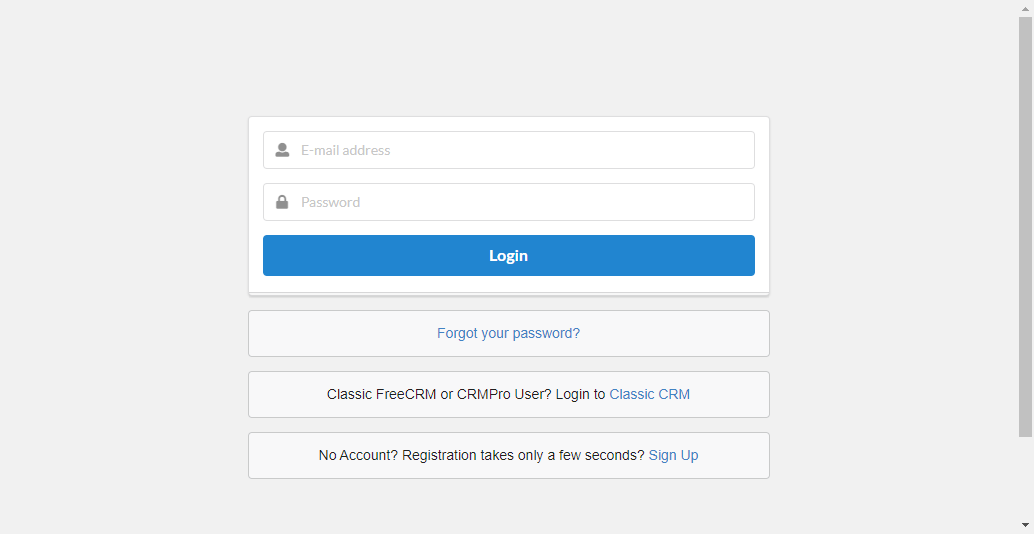 E-mail address
Password
Login
Forgot your password?
Classic FreeCRM or CRMPro User? Login to Classic CRM
No Account? Registration takes only a few seconds? Sign Up